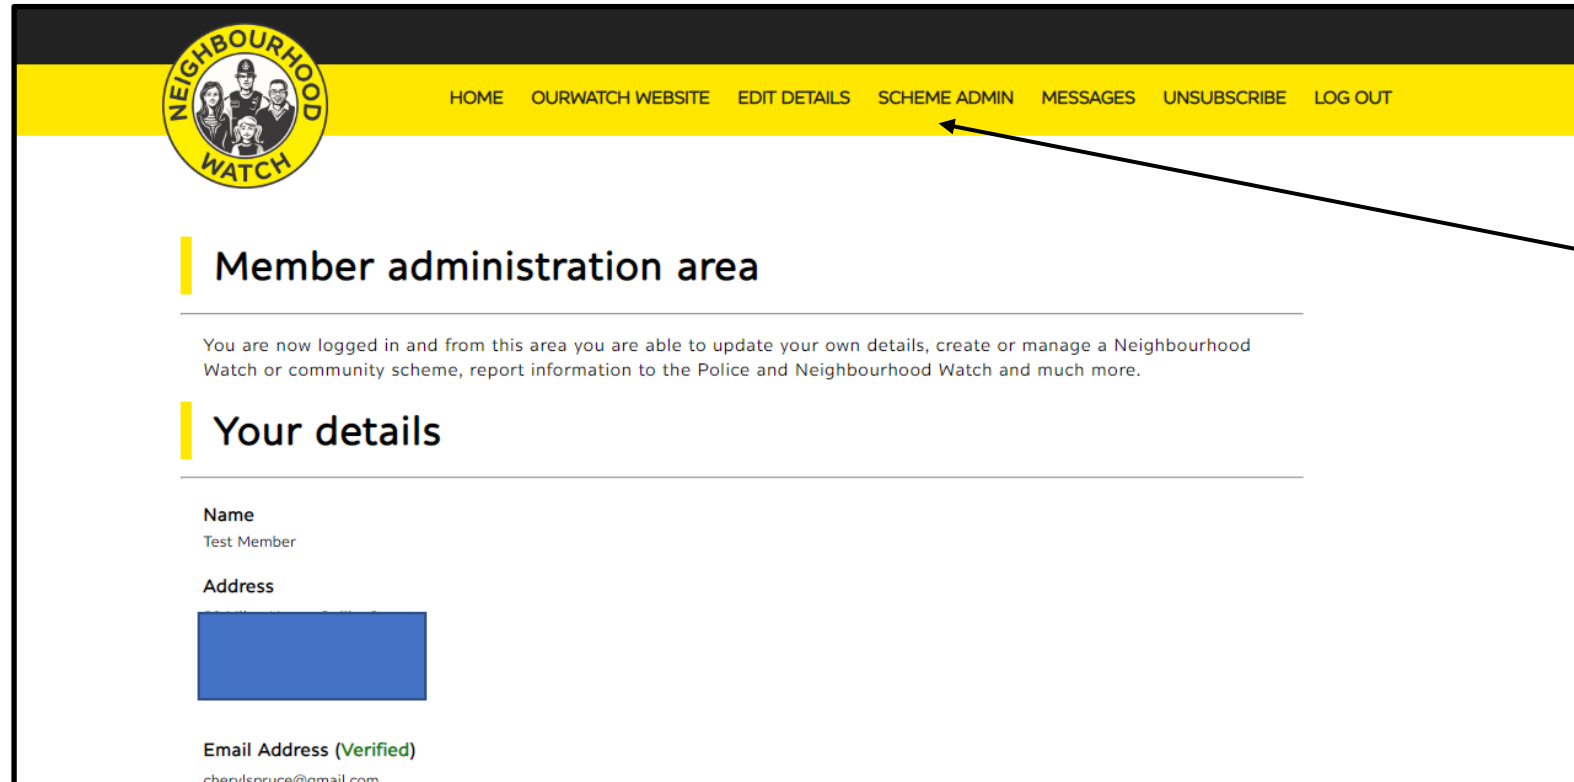 NEIGHBOURHOOD
WATCH
HOME OURWATCH WEBSITE EDIT DETAILS SCHEME ADMIN MESSAGES UNSUBSCRIBE LOG OUT
Member administration area
You are now logged in and from this area you are able to update your own details, create or manage a Neighbourhood
Watch or community scheme, report information to the Police and Neighbourhood Watch and much more.
Your details
Name
Test Member
Address
Email Address (Verified)
cherylspruce@gmail.com